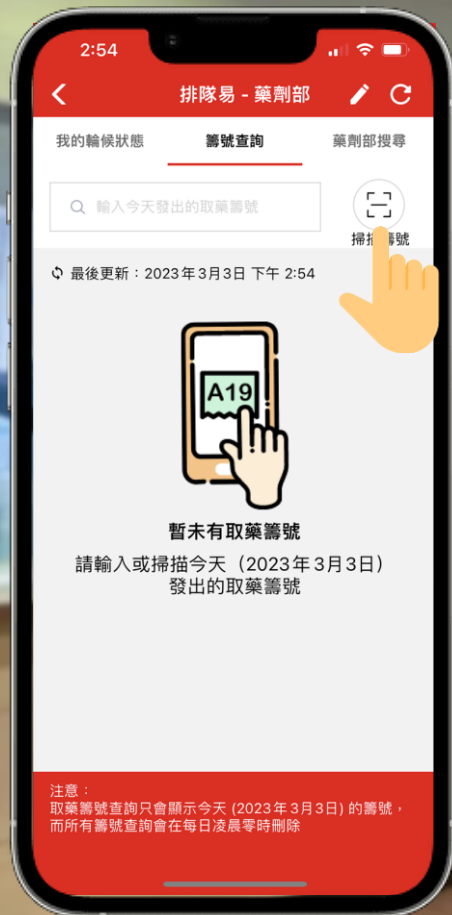 2:54
排隊易 - 藥劑部
我的輪候狀態
籌號查詢
藥劑部搜尋
輸入今天發出的取藥籌號
掃描籌號
最後更新:2023年3月3日 下午 2:54
A19
暫未有取藥籌號
請輸入或掃描今天(2023年3月3日)
發出的取藥籌號
注意:
取藥籌號查詢只會顯示今天 (2023年3月3日) 的籌號,
而所有籌號查詢會在每日凌晨零時刪除